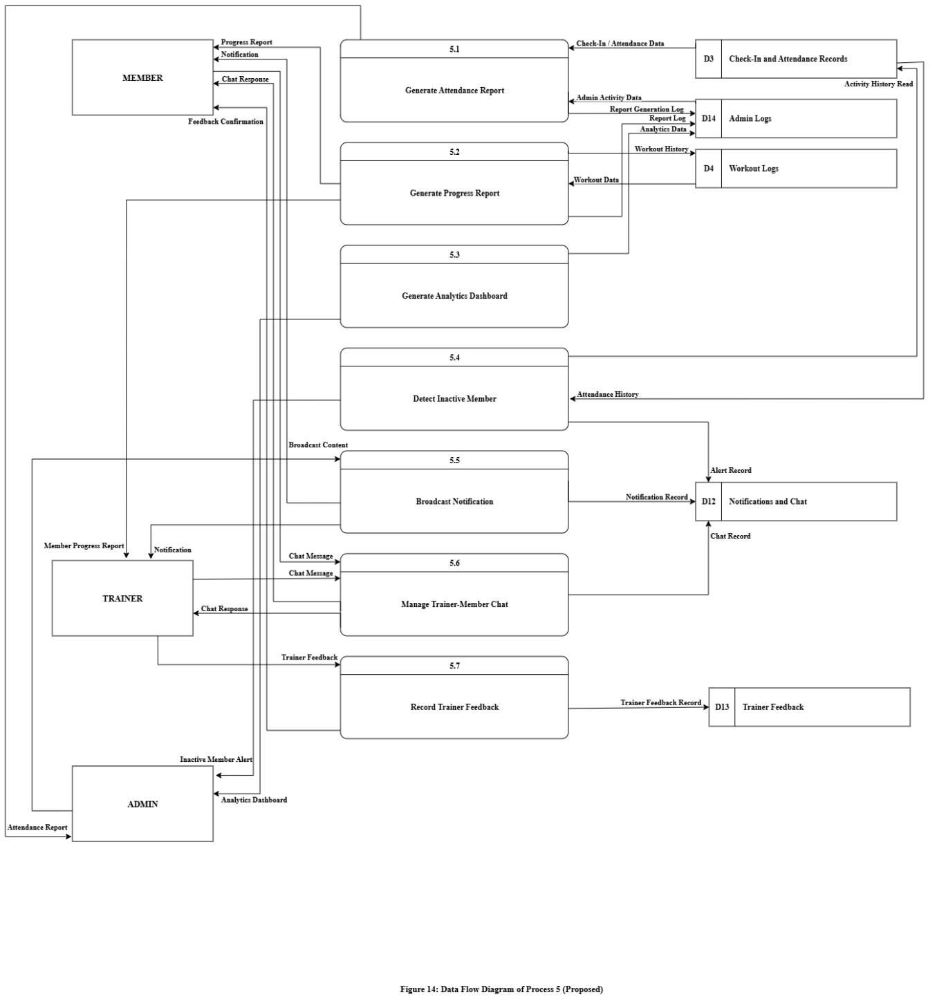 Progress Report
Notification
MEMBER
Chat Response
Feedback Confirmation
5.1
Generate Attendance Report
Check-In / Attendance Data
D3
Check-In and Attendance Records
Activity History Read
Admin Activity Data
Report Generation Log
Report Log
Analytics Data
D14
Admin Logs
5.2
Generate Progress Report
Workout History
Workout Data
D4
Workout Logs
5.3
Generate Analytics Dashboard
5.4
Detect Inactive Member
Attendance History
Broadcast Content
5.5
Broadcast Notification
Alert Record
Notification Record
D12
Notifications and Chat
Chat Record
Member Progress Report
Notification
TRAINER
Chat Message
Chat Message
Chat Response
5.6
Manage Trainer-Member Chat
Trainer Feedback
5.7
Record Trainer Feedback
Trainer Feedback Record
D13
Trainer Feedback
Inactive Member Alert
ADMIN
Analytics Dashboard
Attendance Report
Figure 14: Data Flow Diagram of Process 5 (Proposed)